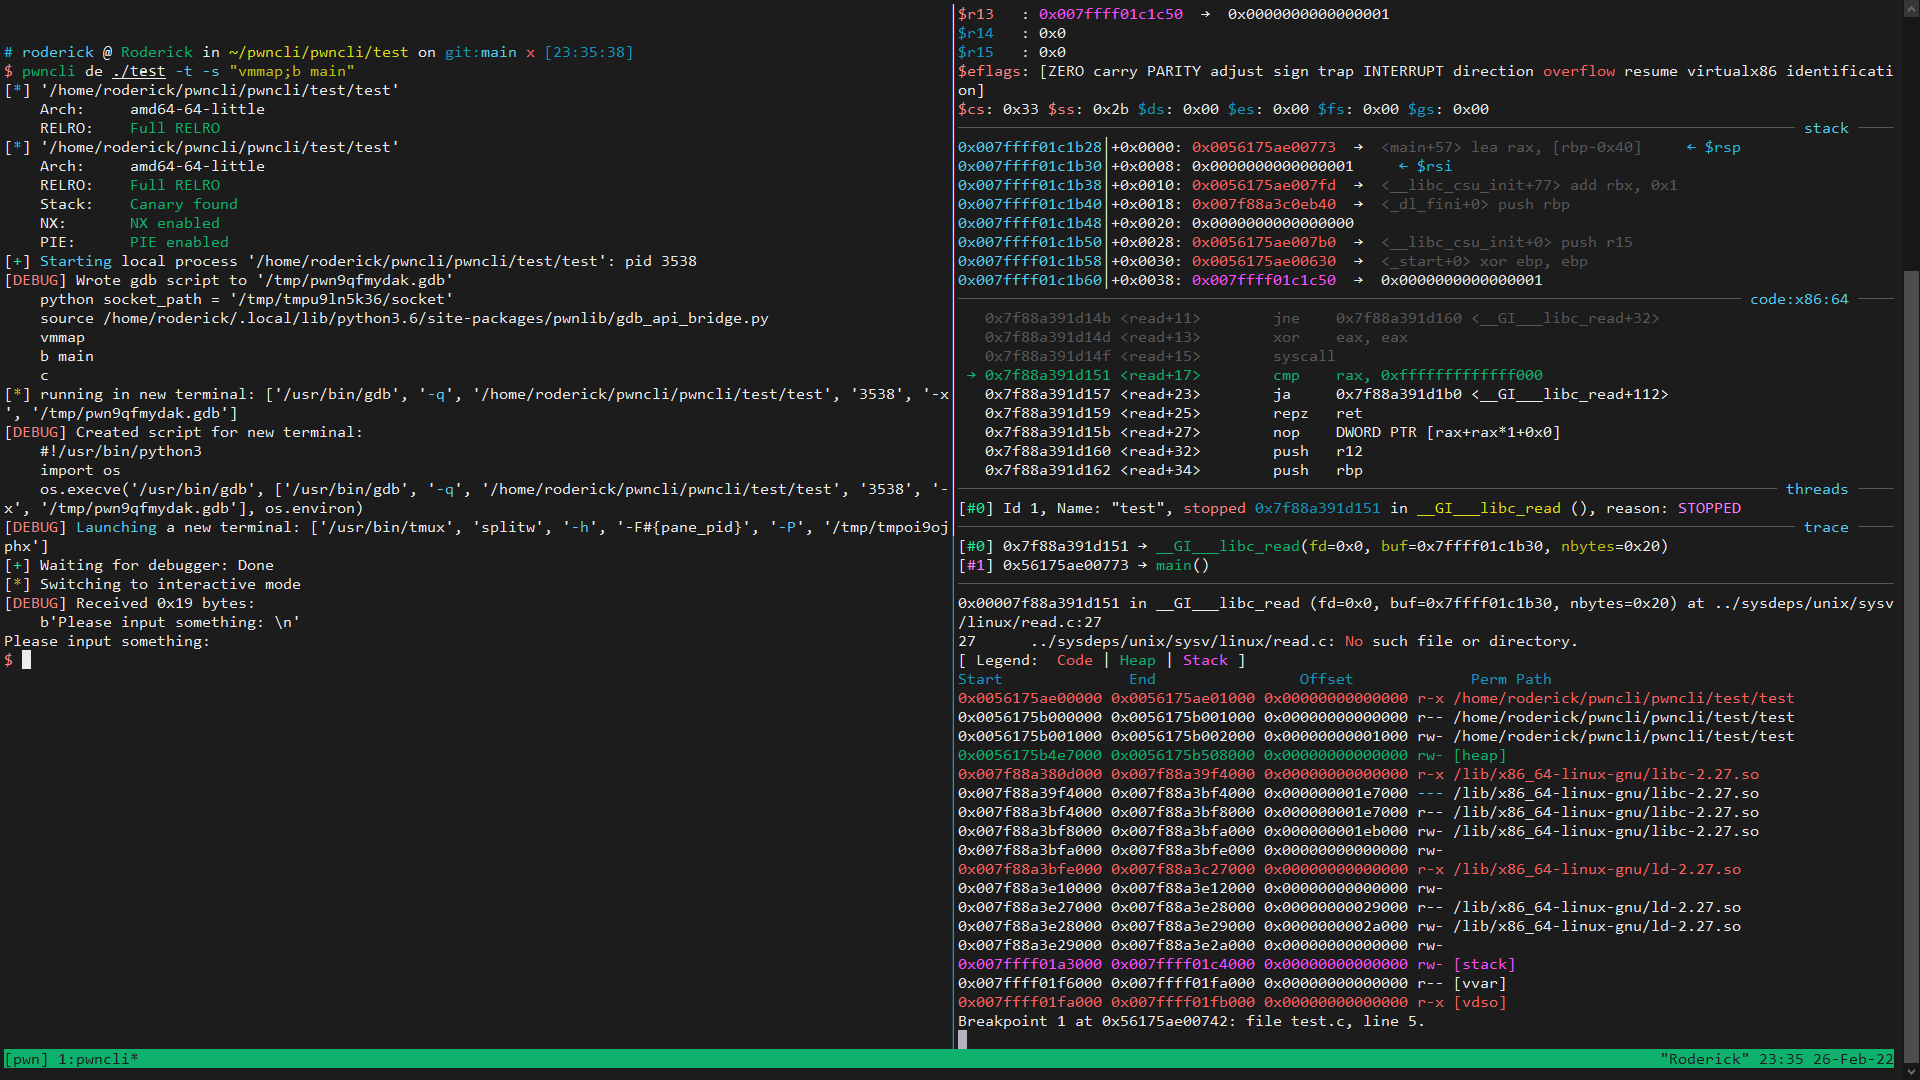 # roderick @ Roderick in ~/pwncli/pwncli/test on git:main x [23:35:38]
$ pwncli de ./test -t -s "vmmap;b main"
[*] '/home/roderick/pwncli/pwncli/test/test'
    Arch:     amd64-64-little
    RELRO:    Full RELRO
[*] '/home/roderick/pwncli/pwncli/test/test'
    Arch:     amd64-64-little
    RELRO:    Full RELRO
    Stack:    Canary found
    NX:       NX enabled
    PIE:      PIE enabled
[+] Starting local process '/home/roderick/pwncli/pwncli/test/test': pid 3538
[DEBUG] Wrote gdb script to '/tmp/pwn9qfmydak.gdb'
    python socket_path = '/tmp/tmpu9ln5k36/socket'
    source /home/roderick/.local/lib/python3.6/site-packages/pwnlib/gdb_api_bridge.py
    vmmap
    b main
    c
[*] running in new terminal: ['/usr/bin/gdb', '-q', '/home/roderick/pwncli/pwncli/test/test', '3538', '-x
', '/tmp/pwn9qfmydak.gdb']
[DEBUG] Created script for new terminal:
    #!/usr/bin/python3
    import os
    os.execve('/usr/bin/gdb', ['/usr/bin/gdb', '-q', '/home/roderick/pwncli/pwncli/test/test', '3538', '-
x', '/tmp/pwn9qfmydak.gdb'], os.environ)
[DEBUG] Launching a new terminal: ['/usr/bin/tmux', 'splitw', '-h', '-F#{pane_pid}', '-P', '/tmp/tmpoi9oj
phx']
[+] Waiting for debugger: Done
[*] Switching to interactive mode
[DEBUG] Received 0x19 bytes:
    b'Please input something: \n'
Please input something:
$
$r13   : 0x007ffff01c1c50  →  0x0000000000000001
$r14   : 0x0
$r15   : 0x0
$eflags: [ZERO carry PARITY adjust sign trap INTERRUPT direction overflow resume virtualx86 identificati
on]
$cs: 0x33 $ss: 0x2b $ds: 0x00 $es: 0x00 $fs: 0x00 $gs: 0x00
stack
0x007ffff01c1b28│+0x0000: 0x0056175ae00773  →  <main+57> lea rax, [rbp-0x40]     ← $rsp
0x007ffff01c1b30│+0x0008: 0x0000000000000001     ← $rsi
0x007ffff01c1b38│+0x0010: 0x0056175ae007fd  →  <__libc_csu_init+77> add rbx, 0x1
0x007ffff01c1b40│+0x0018: 0x007f88a3c0eb40  →  <_dl_fini+0> push rbp
0x007ffff01c1b48│+0x0020: 0x0000000000000000
0x007ffff01c1b50│+0x0028: 0x0056175ae007b0  →  <__libc_csu_init+0> push r15
0x007ffff01c1b58│+0x0030: 0x0056175ae00630  →  <_start+0> xor ebp, ebp
0x007ffff01c1b60│+0x0038: 0x007ffff01c1c50  →  0x0000000000000001
code:x86:64
   0x7f88a391d14b <read+11>        jne    0x7f88a391d160 <__GI___libc_read+32>
   0x7f88a391d14d <read+13>        xor    eax, eax
   0x7f88a391d14f <read+15>        syscall
 → 0x7f88a391d151 <read+17>        cmp    rax, 0xfffffffffffff000
   0x7f88a391d157 <read+23>        ja     0x7f88a391d1b0 <__GI___libc_read+112>
   0x7f88a391d159 <read+25>        repz   ret
   0x7f88a391d15b <read+27>        nop    DWORD PTR [rax+rax*1+0x0]
   0x7f88a391d160 <read+32>        push   r12
   0x7f88a391d162 <read+34>        push   rbp
threads
[#0] Id 1, Name: "test", stopped 0x7f88a391d151 in __GI___libc_read (), reason: STOPPED
trace
[#0] 0x7f88a391d151 → __GI___libc_read(fd=0x0, buf=0x7ffff01c1b30, nbytes=0x20)
[#1] 0x56175ae00773 → main()
0x00007f88a391d151 in __GI___libc_read (fd=0x0, buf=0x7ffff01c1b30, nbytes=0x20) at ../sysdeps/unix/sysv
/linux/read.c:27
27      ../sysdeps/unix/sysv/linux/read.c: No such file or directory.
[ Legend:  Code | Heap | Stack ]
Start              End                Offset             Perm Path
0x0056175ae00000 0x0056175ae01000 0x00000000000000 r-x /home/roderick/pwncli/pwncli/test/test
0x0056175b000000 0x0056175b001000 0x00000000000000 r-- /home/roderick/pwncli/pwncli/test/test
0x0056175b001000 0x0056175b002000 0x00000000001000 rw- /home/roderick/pwncli/pwncli/test/test
0x0056175b4e7000 0x0056175b508000 0x00000000000000 rw- [heap]
0x007f88a380d000 0x007f88a39f4000 0x00000000000000 r-x /lib/x86_64-linux-gnu/libc-2.27.so
0x007f88a39f4000 0x007f88a3bf4000 0x000000001e7000 --- /lib/x86_64-linux-gnu/libc-2.27.so
0x007f88a3bf4000 0x007f88a3bf8000 0x000000001e7000 r-- /lib/x86_64-linux-gnu/libc-2.27.so
0x007f88a3bf8000 0x007f88a3bfa000 0x000000001eb000 rw- /lib/x86_64-linux-gnu/libc-2.27.so
0x007f88a3bfa000 0x007f88a3bfe000 0x00000000000000 rw-
0x007f88a3bfe000 0x007f88a3c27000 0x00000000000000 r-x /lib/x86_64-linux-gnu/ld-2.27.so
0x007f88a3e10000 0x007f88a3e12000 0x00000000000000 rw-
0x007f88a3e27000 0x007f88a3e28000 0x00000000029000 r-- /lib/x86_64-linux-gnu/ld-2.27.so
0x007f88a3e28000 0x007f88a3e29000 0x0000000002a000 rw- /lib/x86_64-linux-gnu/ld-2.27.so
0x007f88a3e29000 0x007f88a3e2a000 0x00000000000000 rw-
0x007ffff01a3000 0x007ffff01c4000 0x00000000000000 rw- [stack]
0x007ffff01f6000 0x007ffff01fa000 0x00000000000000 r-- [vvar]
0x007ffff01fa000 0x007ffff01fb000 0x00000000000000 r-x [vdso]
Breakpoint 1 at 0x56175ae00742: file test.c, line 5.
[pwn] 1:pwncli*
"Roderick" 23:35 26-Feb-22